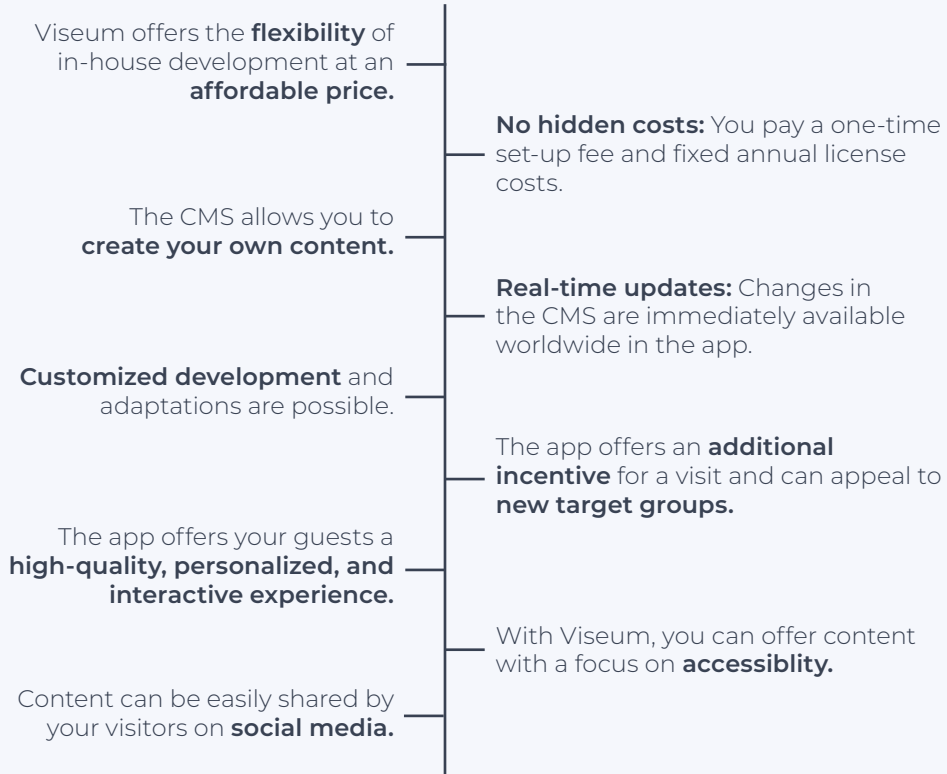 Viseum offers the flexibility of
in-house development at an
affordable price.
No hidden costs: You pay a one-time
set-up fee and fixed annual license
costs.
The CMS allows you to
create your own content.
Real-time updates: Changes in
the CMS are immediately available
worldwide in the app.
Customized development and
adaptations are possible.
The app offers an additional
incentive for a visit and can appeal to
new target groups.
The app offers your guests a
high-quality, personalized, and
interactive experience.
With Viseum, you can offer content
with a focus on accessiblity.
Content can be easily shared by
your visitors on social media.